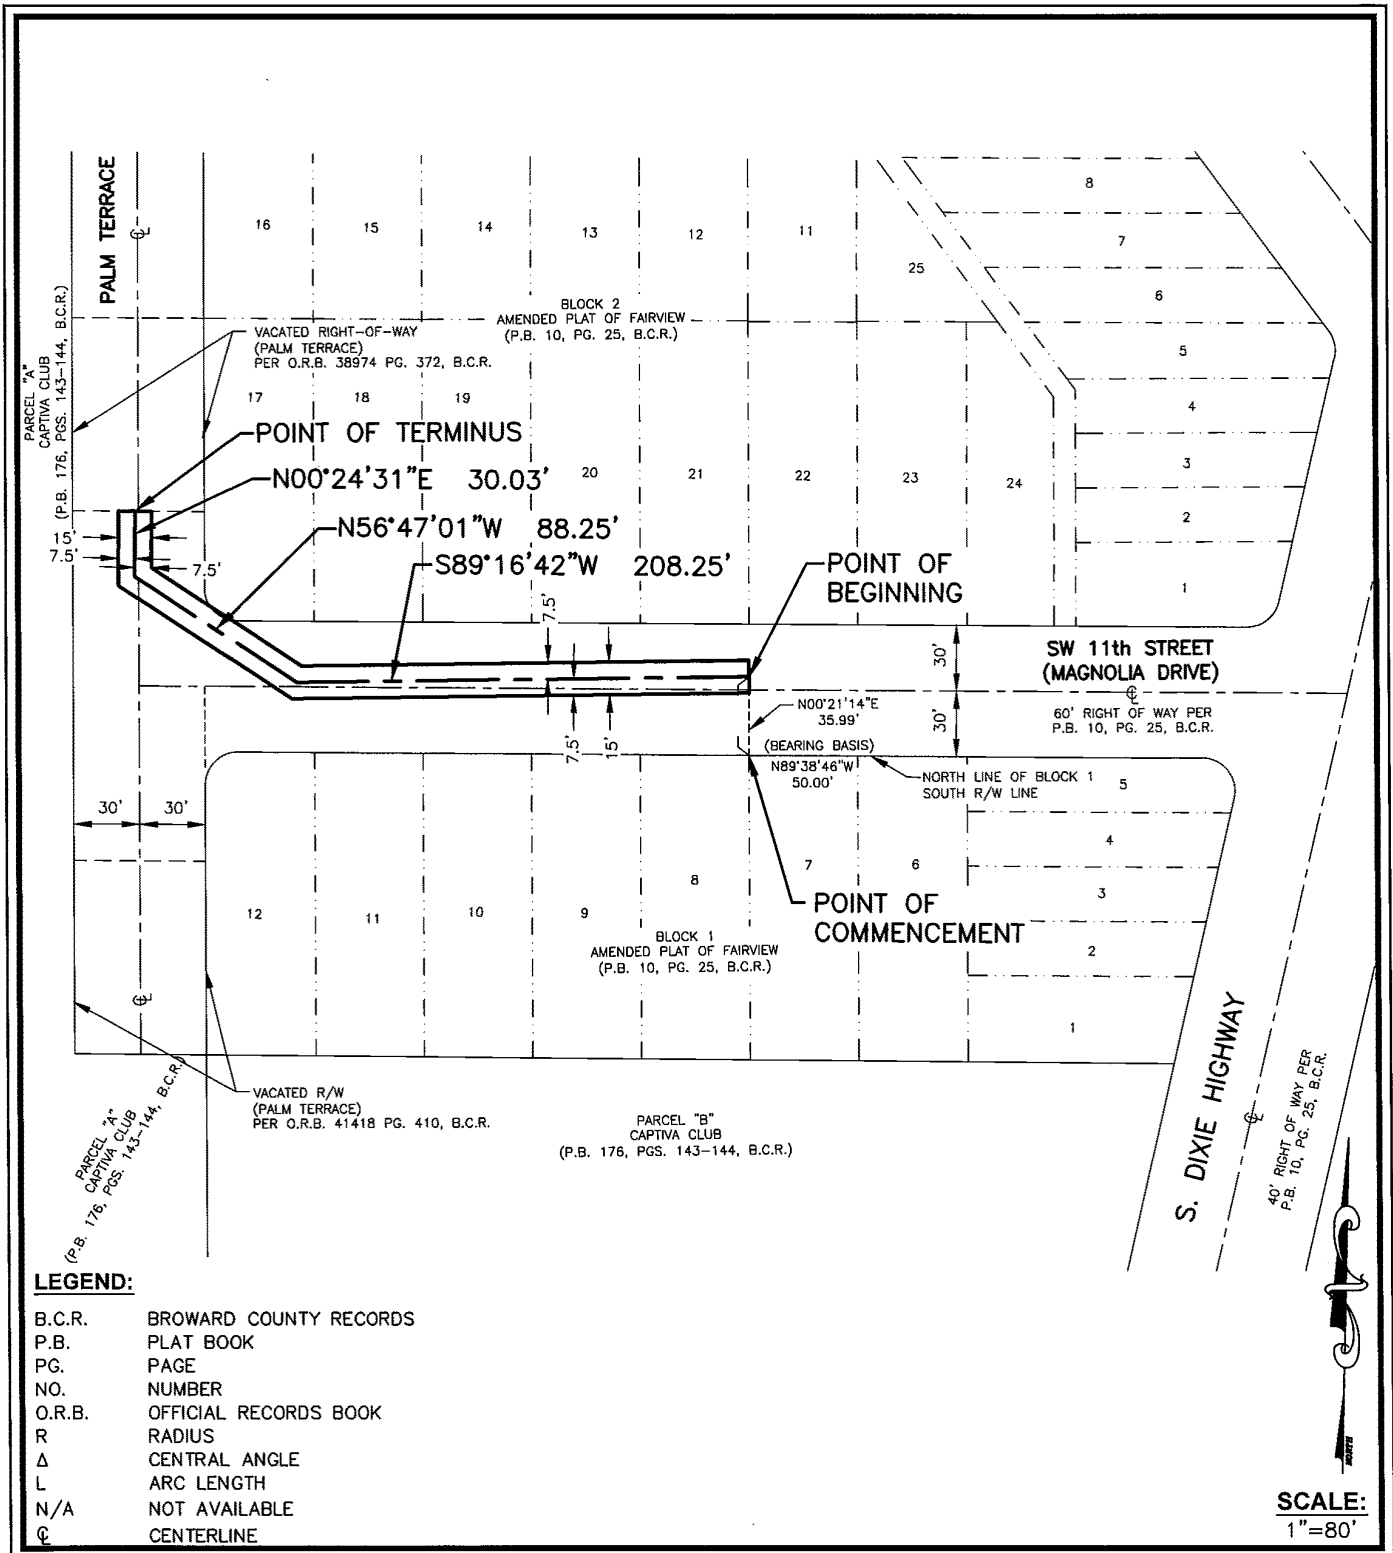 PALM TERRACE
℄
16
15
14
13
12
11
25
8
7
6
5
4
3
2
1
BLOCK 2
AMENDED PLAT OF FAIRVIEW
(P.B. 10, PG. 25, B.C.R.)
VACATED RIGHT-OF-WAY
(PALM TERRACE)
PER O.R.B. 38974 PG. 372, B.C.R.
PARCEL "A"
CAPTIVA CLUB
(P.B. 176, PGS. 143-144, B.C.R.)
17
18
19
20
21
22
23
24
POINT OF TERMINUS
N00°24'31"E 30.03'
N56°47'01"W 88.25'
S89°16'42"W 208.25'
15'
7.5'
7.5'
POINT OF
BEGINNING
7.5'
7.5'
15'
30'
30'
SW 11th STREET
(MAGNOLIA DRIVE)
℄
60' RIGHT OF WAY PER
P.B. 10, PG. 25, B.C.R.
N00°21'14"E
35.99'
(BEARING BASIS)
N89°38'46"W
50.00'
NORTH LINE OF BLOCK 1
SOUTH R/W LINE
30'
30'
5
4
3
2
1
12
11
10
9
8
7
6
POINT OF
COMMENCEMENT
BLOCK 1
AMENDED PLAT OF FAIRVIEW
(P.B. 10, PG. 25, B.C.R.)
℄
VACATED R/W
(PALM TERRACE)
PER O.R.B. 41418 PG. 410, B.C.R.
PARCEL "A"
CAPTIVA CLUB
(P.B. 176, PGS. 143-144, B.C.R.)
PARCEL "B"
CAPTIVA CLUB
(P.B. 176, PGS. 143-144, B.C.R.)
S. DIXIE HIGHWAY
℄
40' RIGHT OF WAY PER
P.B. 10, PG. 25, B.C.R.
LEGEND:
B.C.R. BROWARD COUNTY RECORDS
P.B. PLAT BOOK
PG. PAGE
NO. NUMBER
O.R.B. OFFICIAL RECORDS BOOK
R RADIUS
Δ CENTRAL ANGLE
L ARC LENGTH
N/A NOT AVAILABLE
℄ CENTERLINE
NORTH
SCALE:
1"=80'